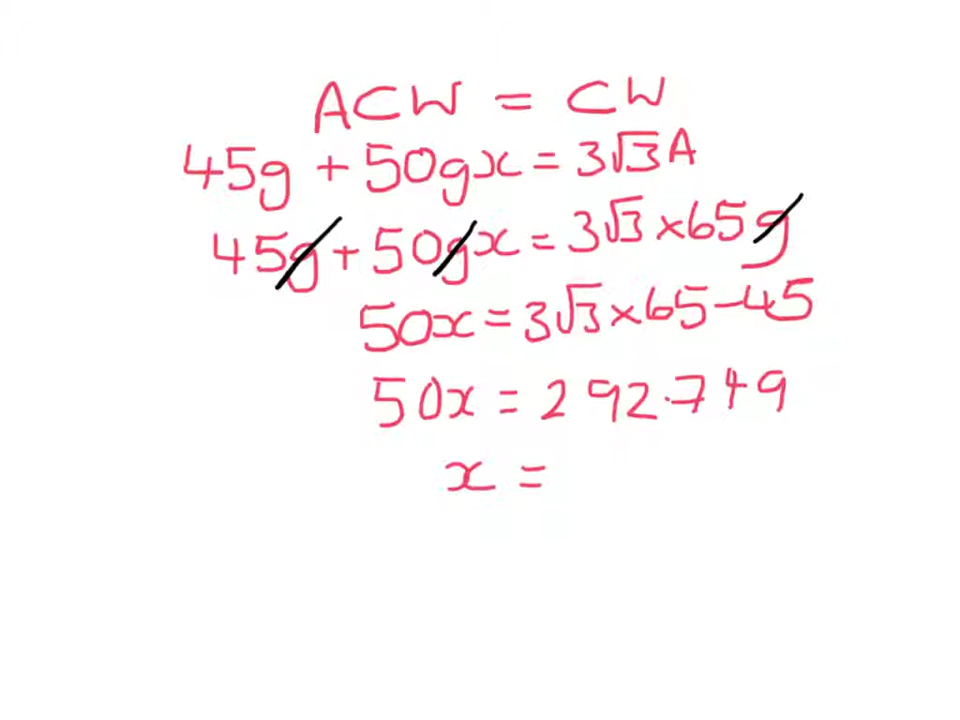 ACW = CW
45g + 50gx = 3√3A
45g + 50gx = 3√3 × 65g
50x = 3√3 × 65 - 45
50x = 292.749
x =